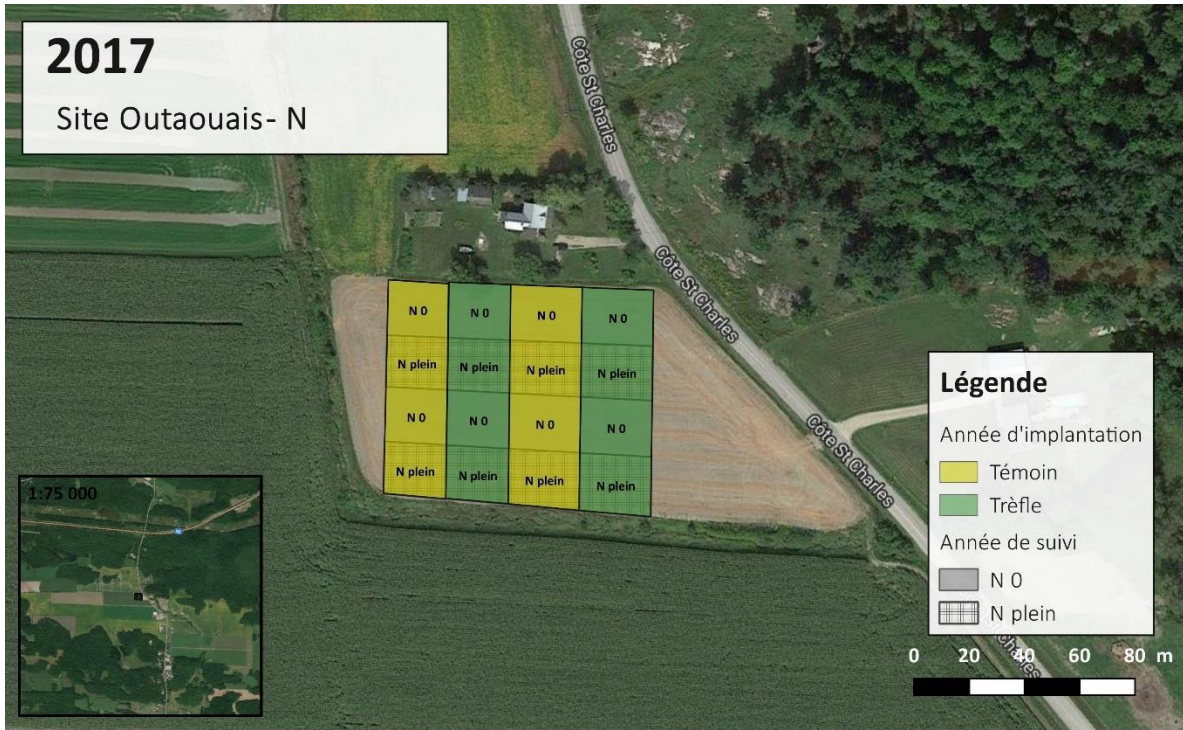 2017
Site Outaouais - N
Côte St Charles
Côte St Charles
N 0 N 0 N 0 N 0
N plein N plein N plein N plein
N 0 N 0 N 0 N 0
N plein N plein N plein N plein
Côte St Charles
Légende
Année d'implantation
Témoin
Trèfle
Année de suivi
N 0
N plein
Charles
0 20 40 60 80 m
1:75 000